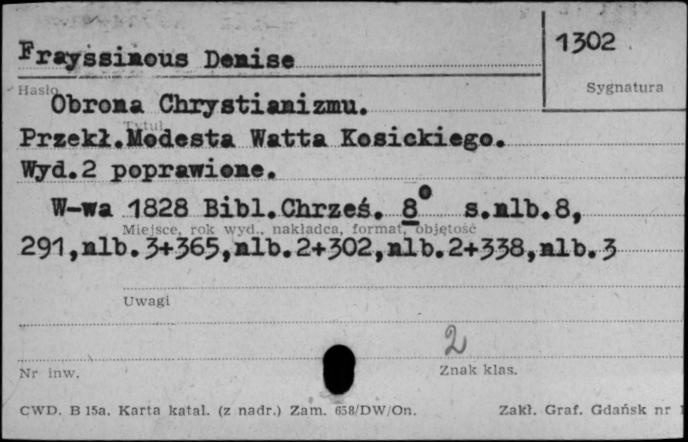 Frayssinous Denise
1302
Hasło
Sygnatura
Obrona Chrystianizmu.
Tytuł
Przekł.Modesta Watta Kosickiego.
Wyd.2 poprawione.
W-wa 1828 Bibl.Chrześ. 8° s.nlb.8,
Miejsce, rok wyd., nakładca, format, objętość
291,nlb.3+365,nlb.2+302,nlb.2+338,nlb.3
Uwagi
2
Nr inw.
Znak klas.
CWD. B 15a. Karta katal. (z nadr.) Zam. 658/DW/On.
Zakł. Graf. Gdańsk nr 1